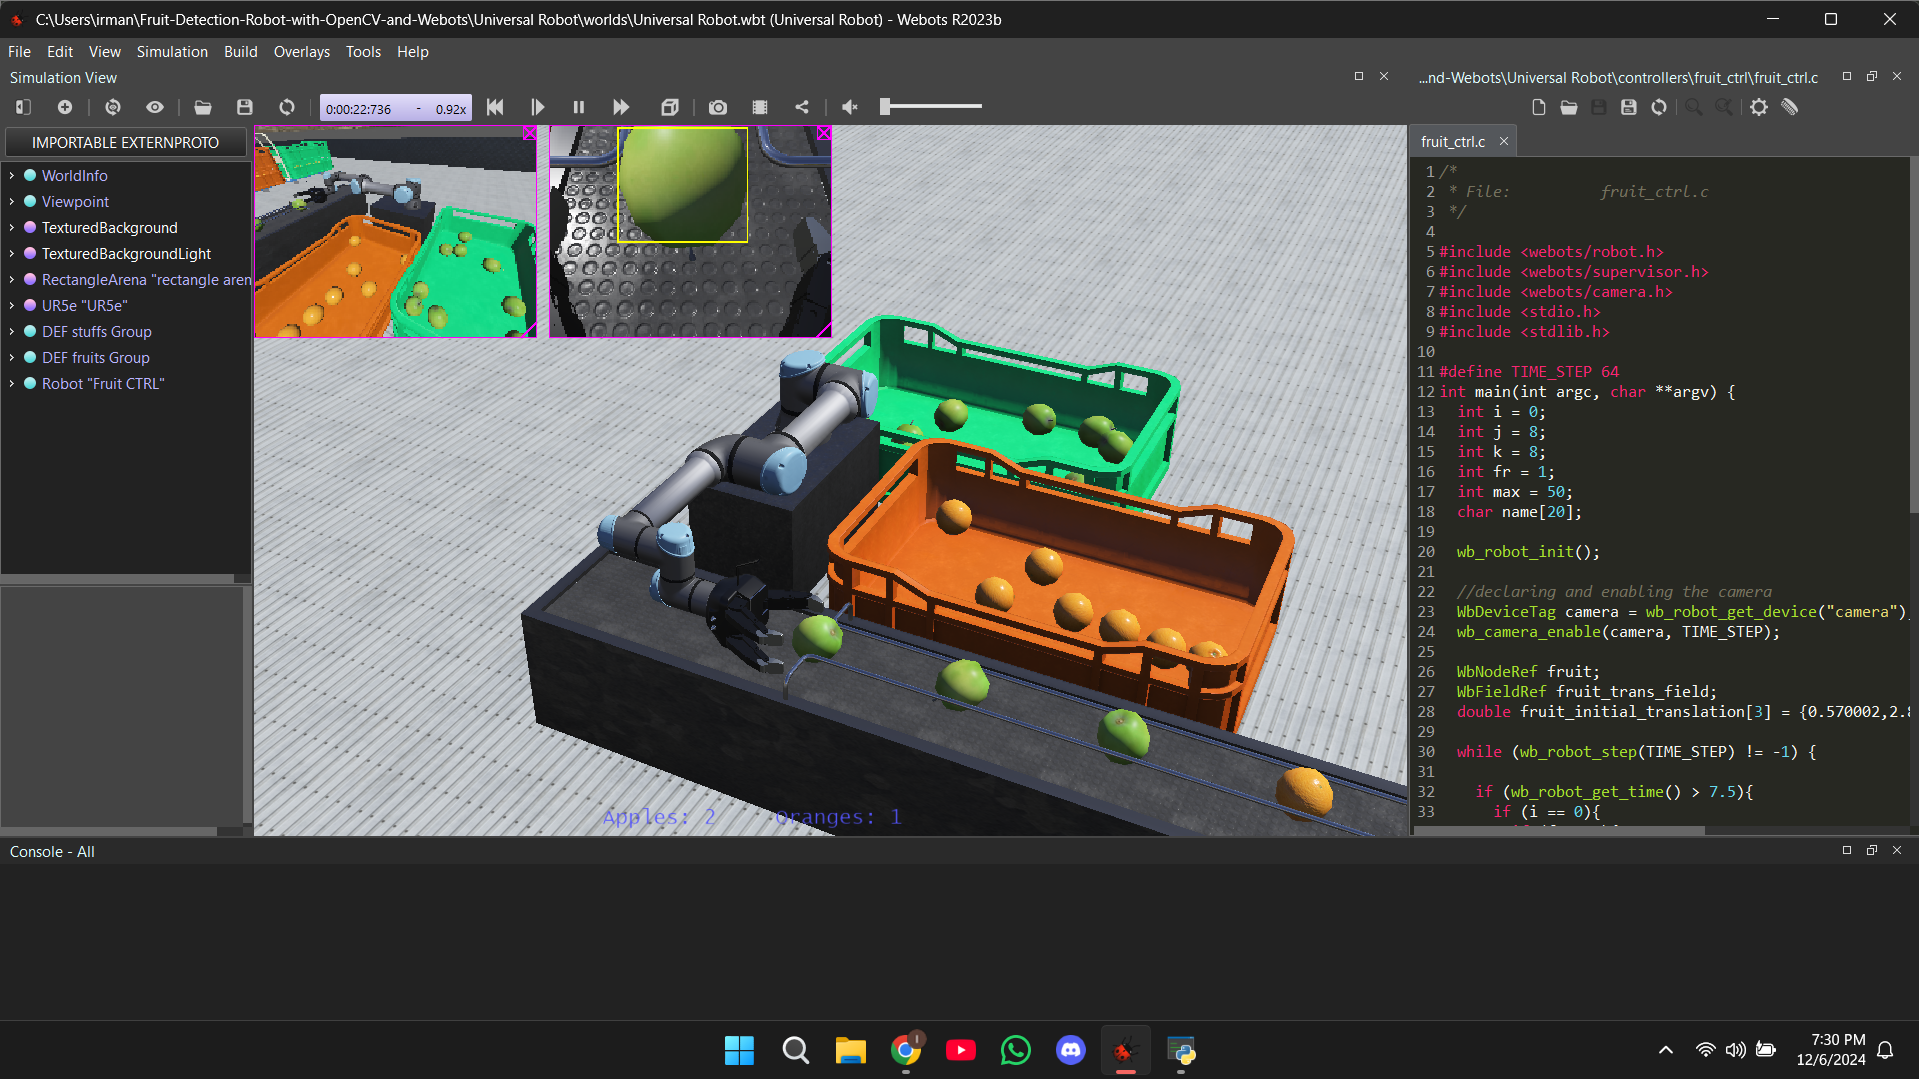 C:\Users\irman\Fruit-Detection-Robot-with-OpenCV-and-Webots\Universal Robot\worlds\Universal Robot.wbt (Universal Robot) - Webots R2023b
File Edit View Simulation Build Overlays Tools Help
Simulation View
...nd-Webots\Universal Robot\controllers\fruit_ctrl\fruit_ctrl.c
0:00:22:736 - 0.92x
IMPORTABLE EXTERNPROTO
WorldInfo
Viewpoint
TexturedBackground
TexturedBackgroundLight
RectangleArena "rectangle aren
UR5e "UR5e"
DEF stuffs Group
DEF fruits Group
Robot "Fruit CTRL"
Apples: 2 Oranges: 1
fruit_ctrl.c
1 /*
2 * File: fruit_ctrl.c
3 */
4
5 #include <webots/robot.h>
6 #include <webots/supervisor.h>
7 #include <webots/camera.h>
8 #include <stdio.h>
9 #include <stdlib.h>
10
11 #define TIME_STEP 64
12 int main(int argc, char **argv) {
13 int i = 0;
14 int j = 8;
15 int k = 8;
16 int fr = 1;
17 int max = 50;
18 char name[20];
19
20 wb_robot_init();
21
22 //declaring and enabling the camera
23 WbDeviceTag camera = wb_robot_get_device("camera")
24 wb_camera_enable(camera, TIME_STEP);
25
26 WbNodeRef fruit;
27 WbFieldRef fruit_trans_field;
28 double fruit_initial_translation[3] = {0.570002,2.8
29
30 while (wb_robot_step(TIME_STEP) != -1) {
31
32 if (wb_robot_get_time() > 7.5){
33 if (i == 0){
Console - All
7:30 PM
12/6/2024